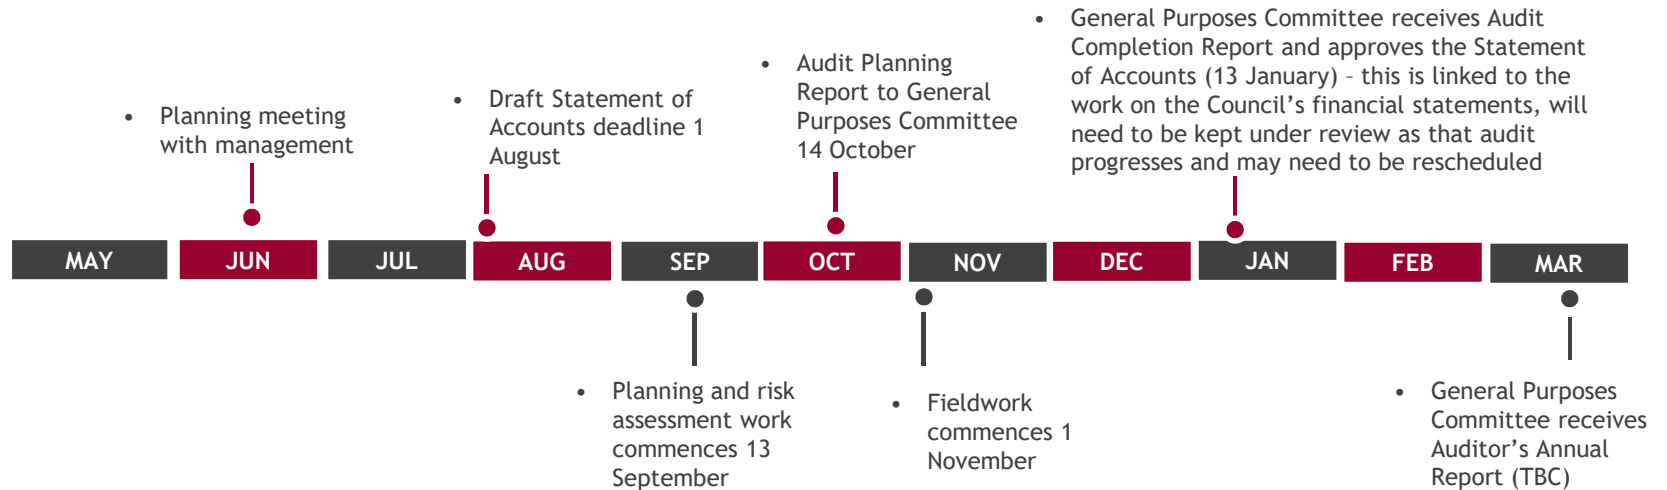 • General Purposes Committee receives Audit
Completion Report and approves the Statement
of Accounts (13 January) – this is linked to the
work on the Council’s financial statements, will
need to be kept under review as that audit
progresses and may need to be rescheduled
• Audit Planning
Report to General
Purposes Committee
14 October
• Draft Statement of
Accounts deadline 1
August
• Planning meeting
with management
MAY
JUN
JUL
AUG
SEP
OCT
NOV
DEC
JAN
FEB
MAR
• Planning and risk
assessment work
commences 13
September
• Fieldwork
commences 1
November
• General Purposes
Committee receives
Auditor’s Annual
Report (TBC)